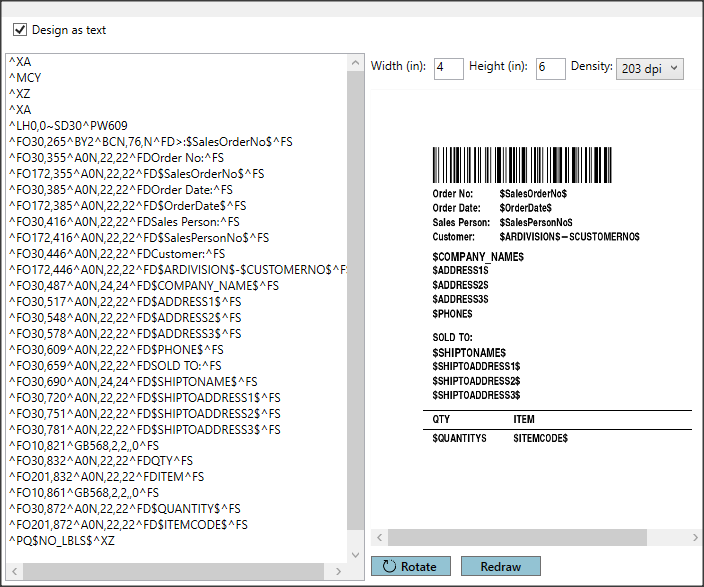 Design as text
^XA
^MCY
^XZ
^XA
^LH0,0~SD30^PW609
^FO30,265^BY2^BCN,76,N^FD>:$SalesOrderNo$^FS
^FO30,355^A0N,22,22^FDOrder No:^FS
^FO172,355^A0N,22,22^FD$SalesOrderNo$^FS
^FO30,385^A0N,22,22^FDOrder Date:^FS
^FO172,385^A0N,22,22^FD$OrderDate$^FS
^FO30,416^A0N,22,22^FDSales Person:^FS
^FO172,416^A0N,22,22^FD$SalesPersonNo$^FS
^FO30,446^A0N,22,22^FDCustomer:^FS
^FO172,446^A0N,22,22^FD$ARDIVISION$-$CUSTOMERNO$^F
^FO30,487^A0N,24,24^FD$COMPANY_NAME$^FS
^FO30,517^A0N,22,22^FD$ADDRESS1$^FS
^FO30,548^A0N,22,22^FD$ADDRESS2$^FS
^FO30,578^A0N,22,22^FD$ADDRESS3$^FS
^FO30,609^A0N,22,22^FD$PHONE$^FS
^FO30,659^A0N,22,22^FDSOLD TO:^FS
^FO30,690^A0N,24,24^FD$SHIPTONAME$^FS
^FO30,720^A0N,22,22^FD$SHIPTOADDRESS1$^FS
^FO30,751^A0N,22,22^FD$SHIPTOADDRESS2$^FS
^FO30,781^A0N,22,22^FD$SHIPTOADDRESS3$^FS
^FO10,821^GB568,2,2,,0^FS
^FO30,832^A0N,22,22^FDQTY^FS
^FO201,832^A0N,22,22^FDITEM^FS
^FO10,861^GB568,2,2,,0^FS
^FO30,872^A0N,22,22^FD$QUANTITY$^FS
^FO201,872^A0N,22,22^FD$ITEMCODE$^FS
^PQ$NO_LBLS$^XZ
Width (in): 4 Height (in): 6 Density: 203 dpi
Order No: $SalesOrderNo$
Order Date: $OrderDate$
Sales Person: $SalesPersonNo$
Customer: $ARDIVISION$-$CUSTOMERNO$
$COMPANY_NAME$
$ADDRESS1$
$ADDRESS2$
$ADDRESS3$
$PHONE$
SOLD TO:
$SHIPTONAME$
$SHIPTOADDRESS1$
$SHIPTOADDRESS2$
$SHIPTOADDRESS3$
QTY ITEM
$QUANTITY$ $ITEMCODE$
Rotate Redraw